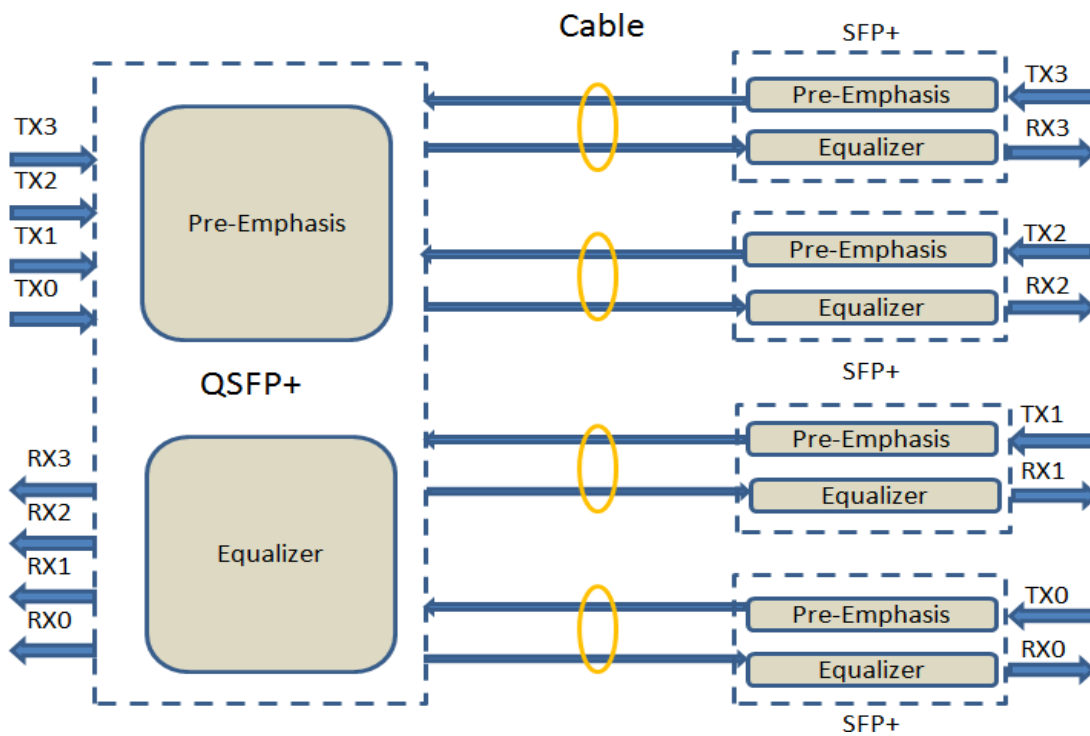 Cable
SFP+
TX3
Pre-Emphasis
RX3
Equalizer
TX3
TX2
TX1
TX0
Pre-Emphasis
TX2
Pre-Emphasis
RX2
Equalizer
SFP+
QSFP+
TX1
Pre-Emphasis
RX1
Equalizer
RX3
RX2
RX1
RX0
Equalizer
TX0
Pre-Emphasis
RX0
Equalizer
SFP+